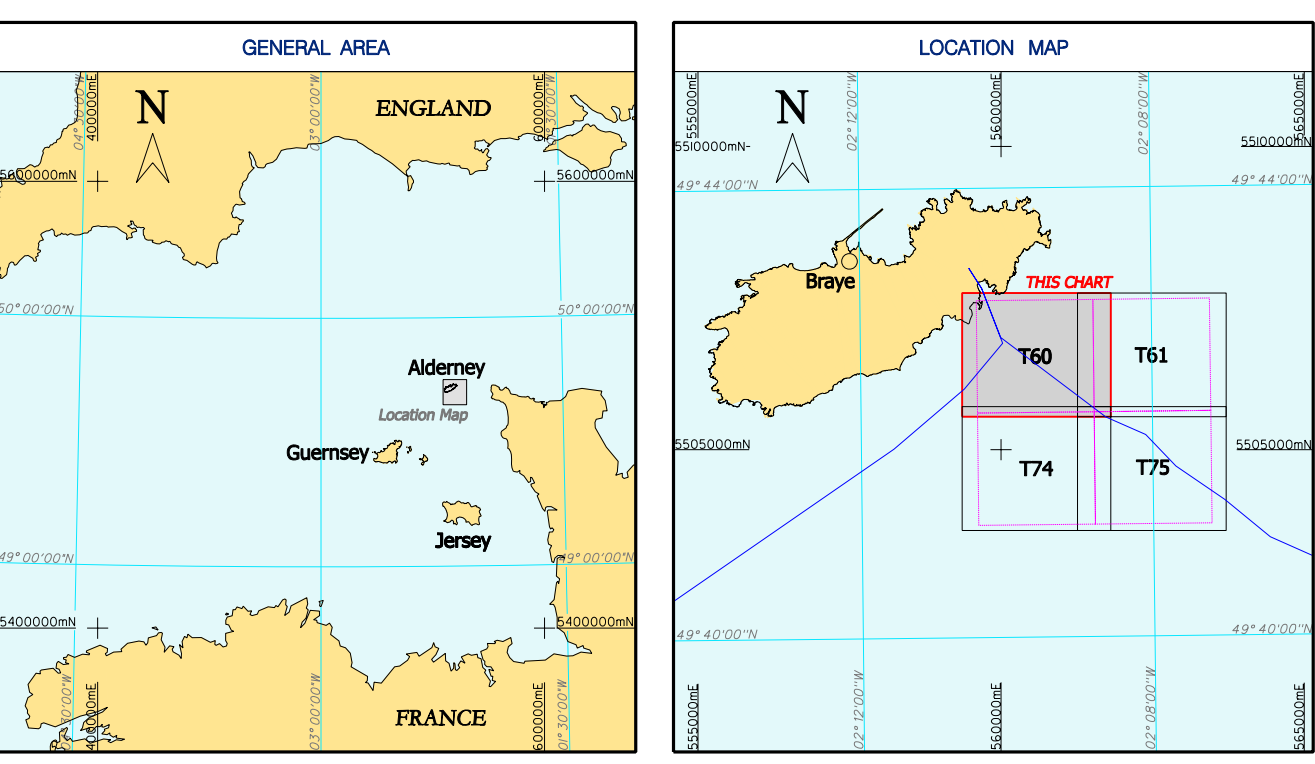 GENERAL AREA
04° 30'00"W
400000mE
N
03° 00'00"W
ENGLAND
600000mE
01° 30'00"W
5600000mN
5600000mN
50° 00'00"N
50° 00'00"N
Alderney
Location Map
Guernsey
Jersey
49° 00'00"N
49° 00'00"N
5400000mN
5400000mN
30'00"W
400000mE
03° 00'00"W
FRANCE
600000mE
01° 30'00"W
LOCATION MAP
555000mE
N
02° 12'00"W
560000mE
02° 08'00"W
565000mE
5510000mN-
5510000mN
49° 44'00"N
49° 44'00"N
Braye
THIS CHART
T60
T61
5505000mN
5505000mN
T74
T75
49° 40'00"N
49° 40'00"N
555000mE
02° 12'00"W
560000mE
02° 08'00"W
565000mE